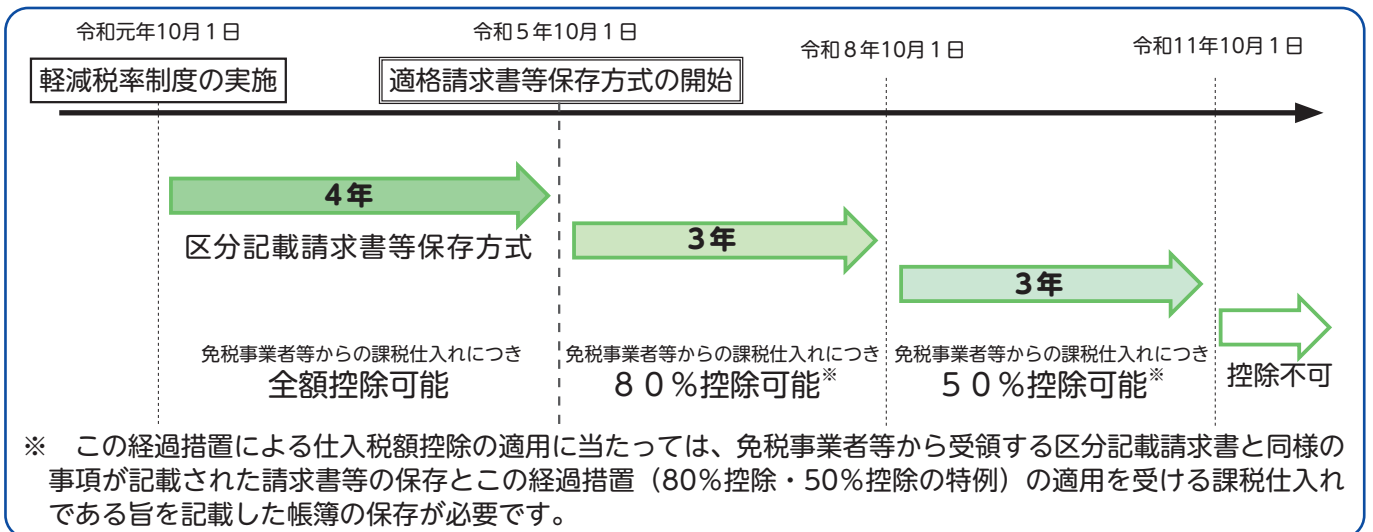 令和元年10月1日
令和5年10月1日
令和8年10月1日
令和11年10月1日
軽減税率制度の実施
適格請求書等保存方式の開始
4年
区分記載請求書等保存方式
3年
3年
免税事業者等からの課税仕入れにつき
全額控除可能
免税事業者等からの課税仕入れにつき
80%控除可能※
免税事業者等からの課税仕入れにつき
50%控除可能※
控除不可
※ この経過措置による仕入税額控除の適用に当たっては、免税事業者等から受領する区分記載請求書と同様の
事項が記載された請求書等の保存とこの経過措置（80%控除・50%控除の特例）の適用を受ける課税仕入れ
である旨を記載した帳簿の保存が必要です。